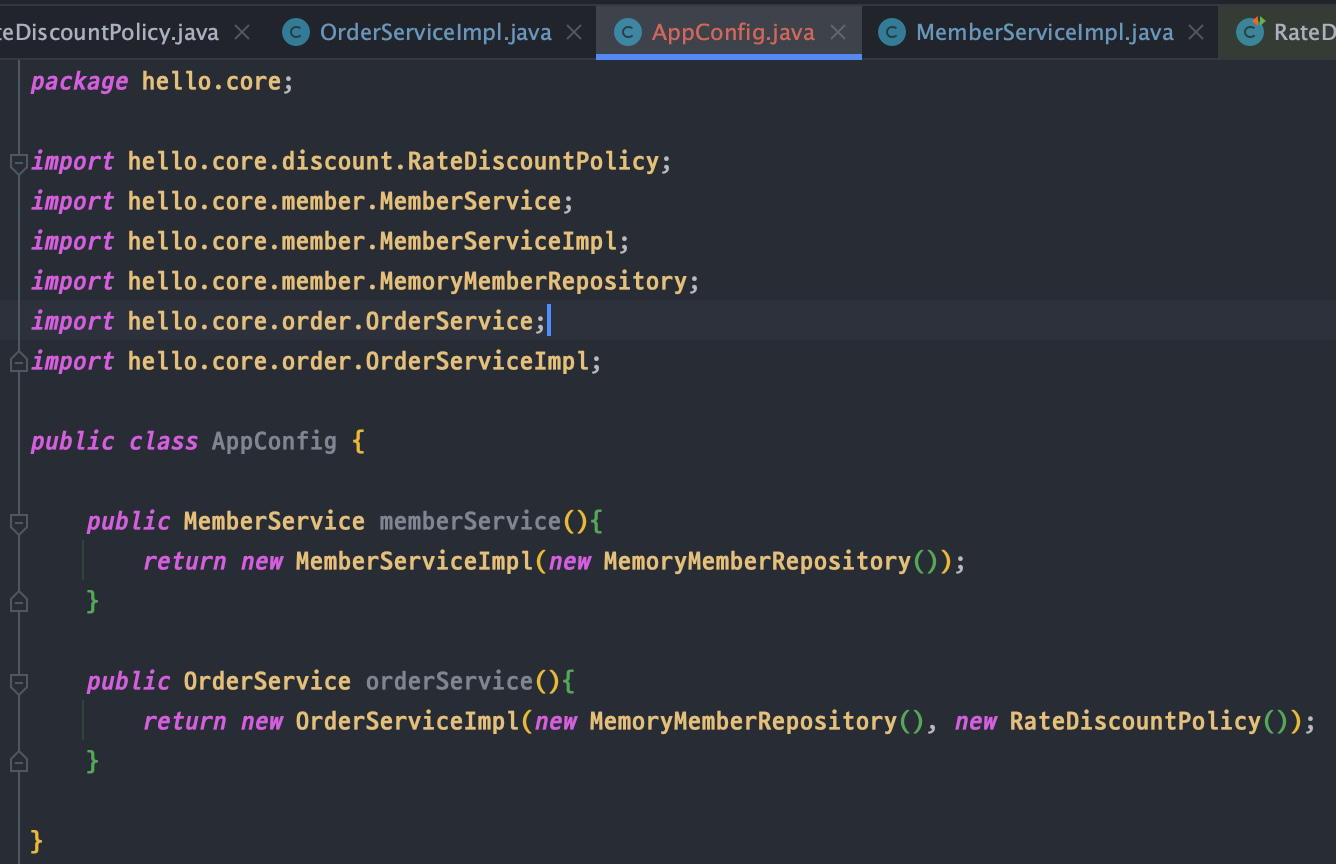 eDiscountPolicy.java
OrderServiceImpl.java
AppConfig.java
MemberServiceImpl.java
RateD
package hello.core;
import hello.core.discount.RateDiscountPolicy;
import hello.core.member.MemberService;
import hello.core.member.MemberServiceImpl;
import hello.core.member.MemoryMemberRepository;
import hello.core.order.OrderService;
import hello.core.order.OrderServiceImpl;
public class AppConfig {
    public MemberService memberService(){
        return new MemberServiceImpl(new MemoryMemberRepository());
    }
    public OrderService orderService(){
        return new OrderServiceImpl(new MemoryMemberRepository(), new RateDiscountPolicy());
    }
}